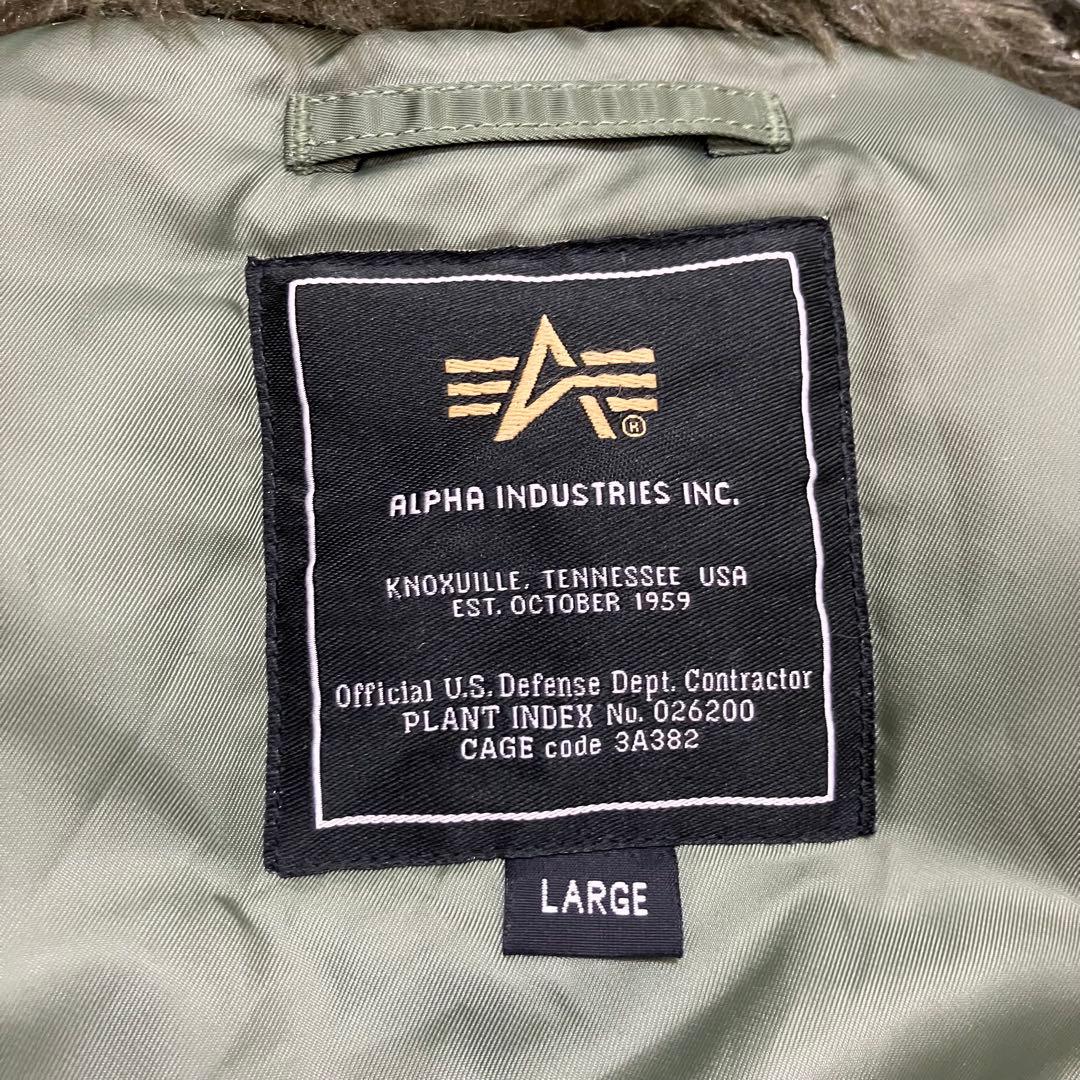 ®
ALPHA INDUSTRIES INC.
KNOXVILLE, TENNESSEE USA
EST. OCTOBER 1959
Official U.S. Defense Dept. Contractor
PLANT INDEX No. 026200
CAGE code 3A382
LARGE